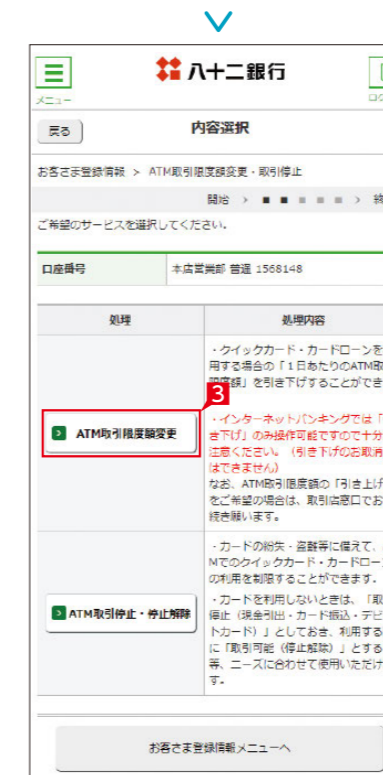 八十二銀行
メニュー
戻る
内容選択
お客さま登録情報 > ATM取引限度額変更・取引停止
開始 > ■ ■ ■ ■ ■ >
ご希望のサービスを選択してください。
口座番号
本店営業部 普通 1568148
処理
処理内容
・クイックカード・カードローンを
用する場合の「1日あたりのATM取
限度額」を引き下げすることができ
3
ATM取引限度額変更
・インターネットバンキングでは「
き下げ」のみ操作可能ですので十分
注意ください。（引き下げのお取消
はできません）
なお、ATM取引限度額の「引き上げ
をご希望の場合は、取引店窓口でお
続き願います。
・カードの紛失・盗難等に備えて、
Mでのクイックカード・カードロー
の利用を制限することができます。
ATM取引停止・停止解除
・カードを利用しないときは、「取
停止（現金引出・カード振込・デビ
トカード）」としておき、利用する
に「取引可能（停止解除）」とする
等、ニーズに合わせて使用いただけ
す。
お客さま登録情報メニューへ